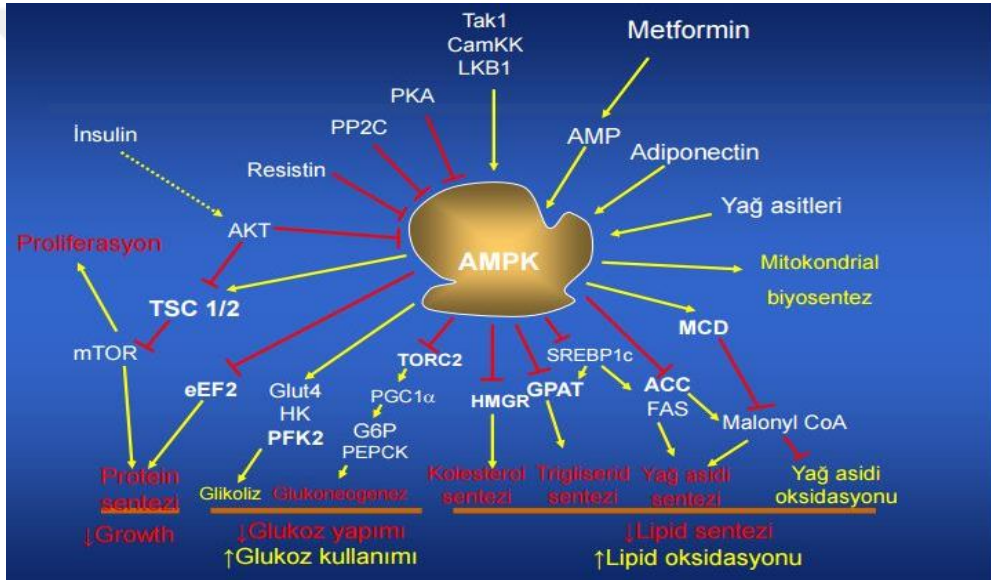 Tak1
CamKK
LKB1
Metformin
PKA
PP2C
AMP
İnsulin
Adiponectin
Resistin
Yağ asitleri
AKT
Proliferasyon
AMPK
Mitokondrial
biyosentez
TSC 1/2
MCD
mTOR
TORC2
SREBP1c
eEF2
Glut4
HK
PFK2
PGC1α
HMGR
GPAT
ACC
FAS
G6P
PEPCK
Malonyl CoA
Protein
sentezi
Glikoliz
Glukoneogenez
Kolesterol
sentezi
Trigliserid
sentezi
Yağ asidi
sentezi
Yağ asidi
oksidasyonu
↓Growth
↓Glukoz yapımı
↑Glukoz kullanımı
↓Lipid sentezi
↑Lipid oksidasyonu